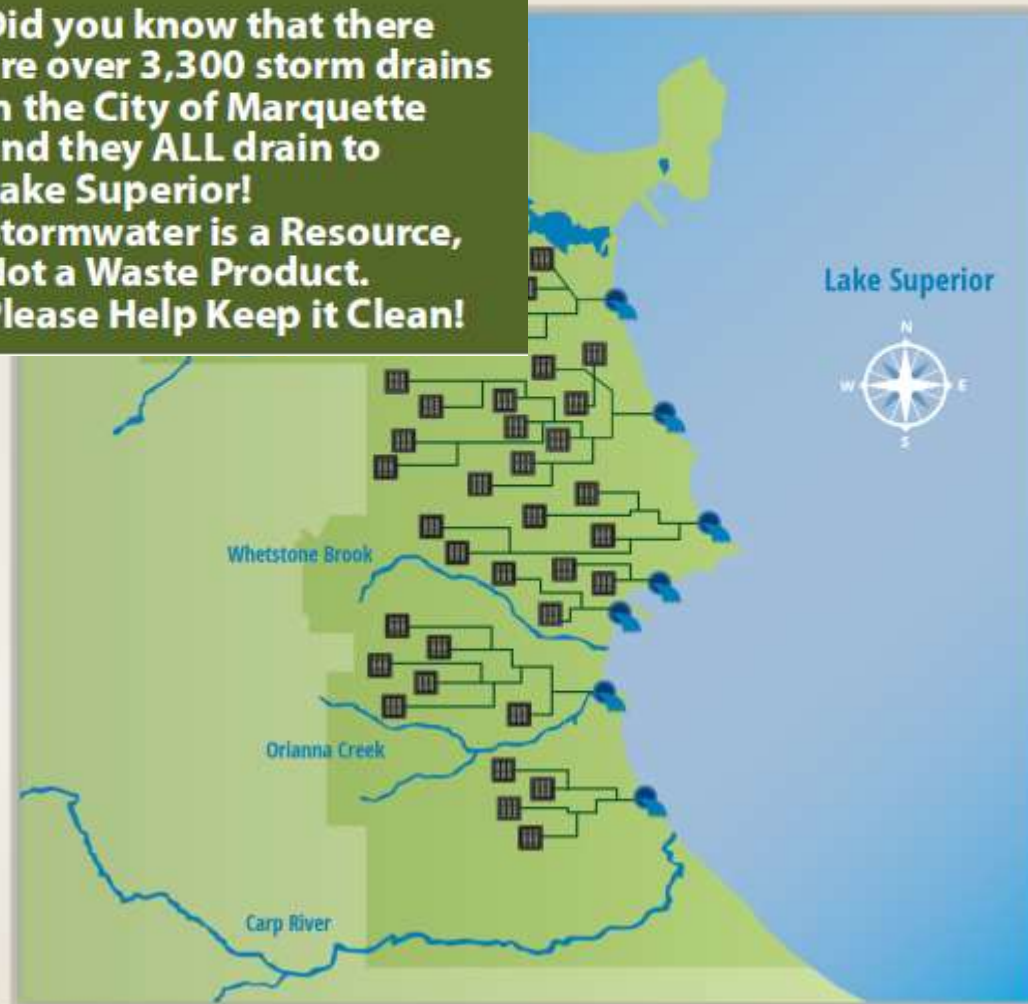 Did you know that there
re over 3,300 storm drains
n the City of Marquette
nd they ALL drain to
ake Superior!
tormwater is a Resource,
Not a Waste Product.
Please Help Keep it Clean!
Lake Superior
N
W E
S
Whetstone Brook
Orianna Creek
Carp River